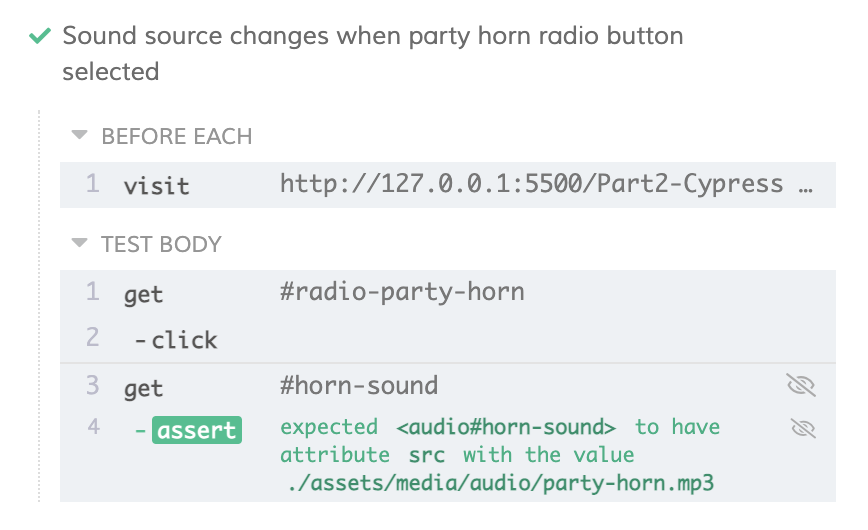 Sound source changes when party horn radio button
selected
BEFORE EACH
1 visit http://127.0.0.1:5500/Part2-Cypress …
TEST BODY
1 get #radio-party-horn
2 -click
3 get #horn-sound
4 -assert expected <audio#horn-sound> to have
attribute src with the value
./assets/media/audio/party-horn.mp3